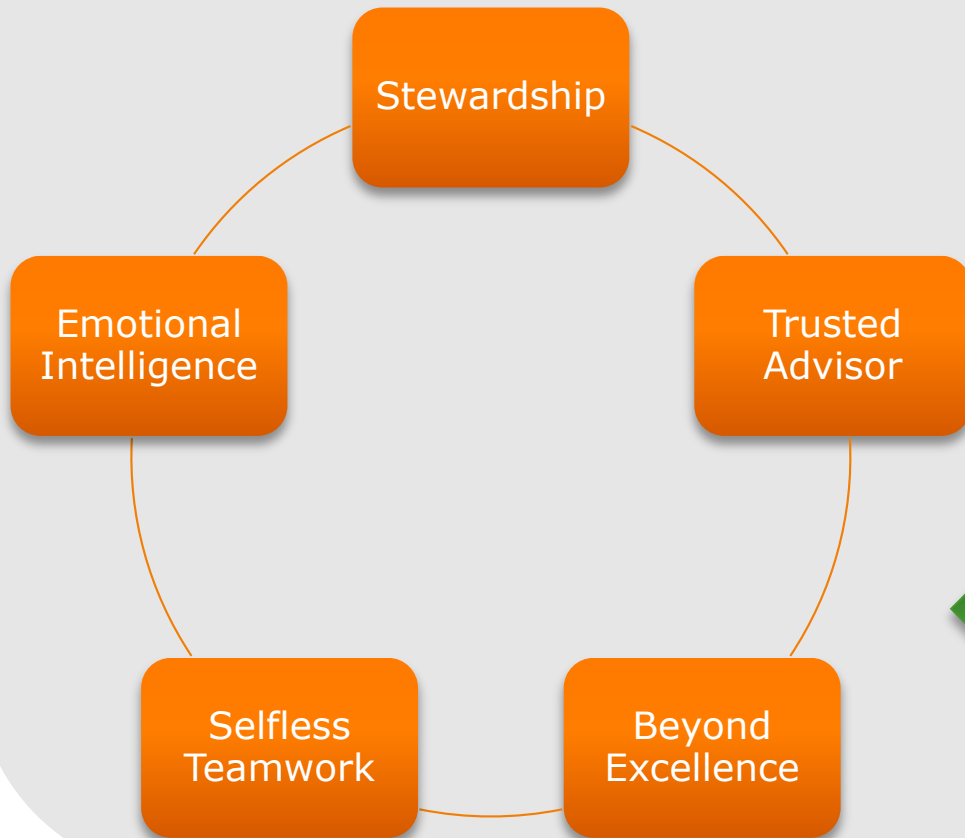 Stewardship
Emotional
Intelligence
Trusted
Advisor
Selfless
Teamwork
Beyond
Excellence